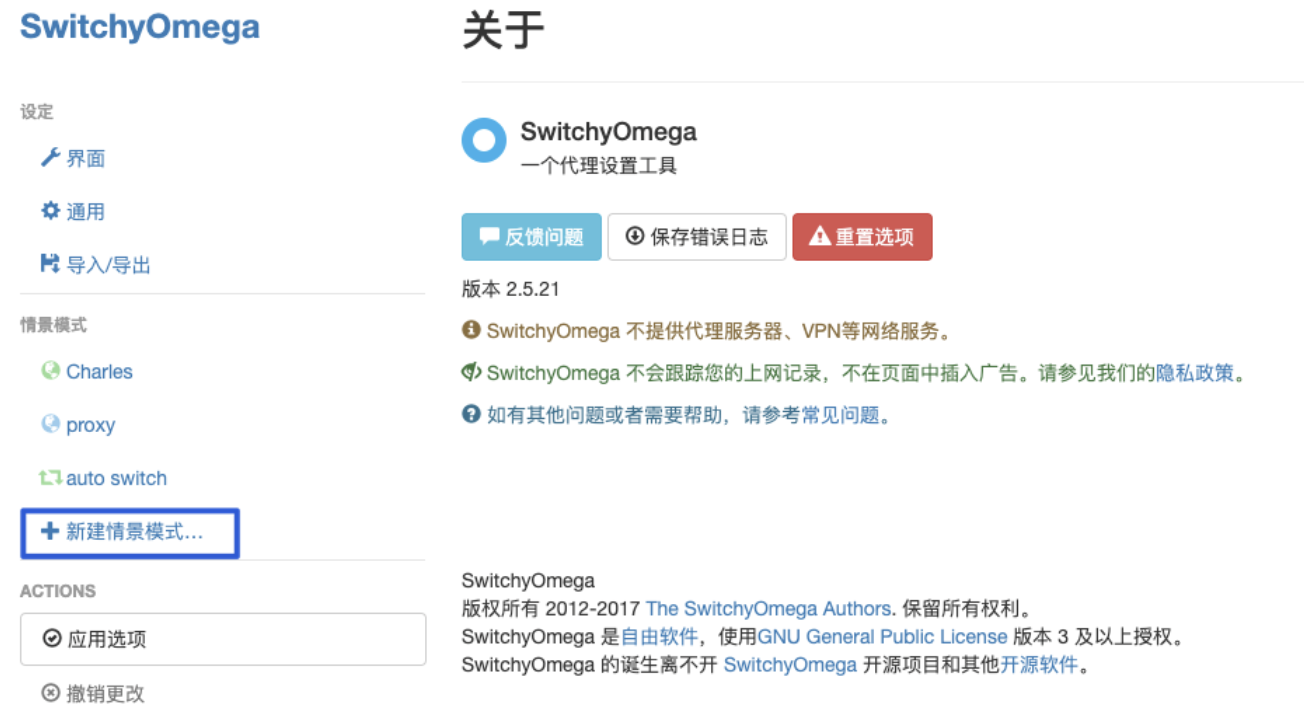 SwitchyOmega
设定
界面
通用
导入/导出
情景模式
Charles
proxy
auto switch
新建情景模式...
ACTIONS
应用选项
撤销更改
关于
SwitchyOmega
一个代理设置工具
反馈问题 保存错误日志 重置选项
版本 2.5.21
SwitchyOmega 不提供代理服务器、VPN等网络服务。
SwitchyOmega 不会跟踪您的上网记录，不在页面中插入广告。请参见我们的隐私政策。
如有其他问题或者需要帮助，请参考常见问题。
SwitchyOmega
版权所有 2012-2017 The SwitchyOmega Authors. 保留所有权利。
SwitchyOmega 是自由软件，使用GNU General Public License 版本 3 及以上授权。
SwitchyOmega 的诞生离不开 SwitchyOmega 开源项目和其他开源软件。